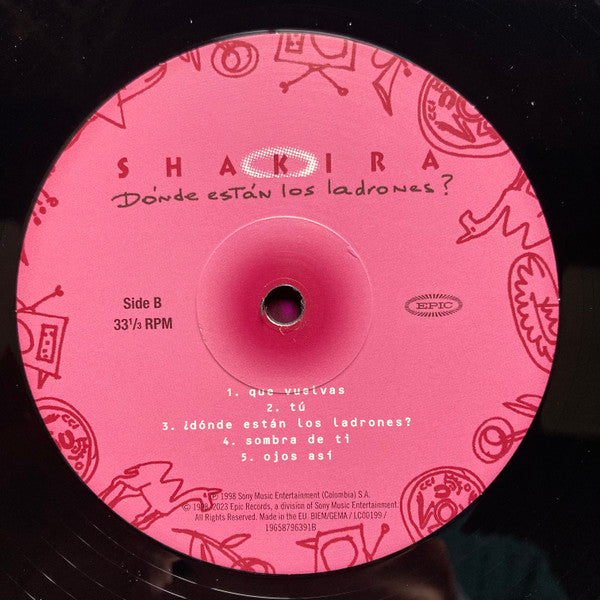 SHAKIRA
Dónde están los ladrones?
Side B
33⅓ RPM
EPIC
1. que vuelvas
2. tú
3. ¿dónde están los ladrones?
4. sombra de ti
5. ojos así
℗ 1998 Sony Music Entertainment (Colombia) S.A.
© 1998, 2023 Epic Records, a division of Sony Music Entertainment.
All Rights Reserved. Made in the EU. BIEM/GEMA / LC00199 /
19658796391B